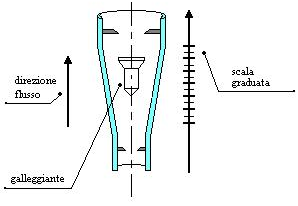 direzione
flusso
scala
graduata
galleggiante